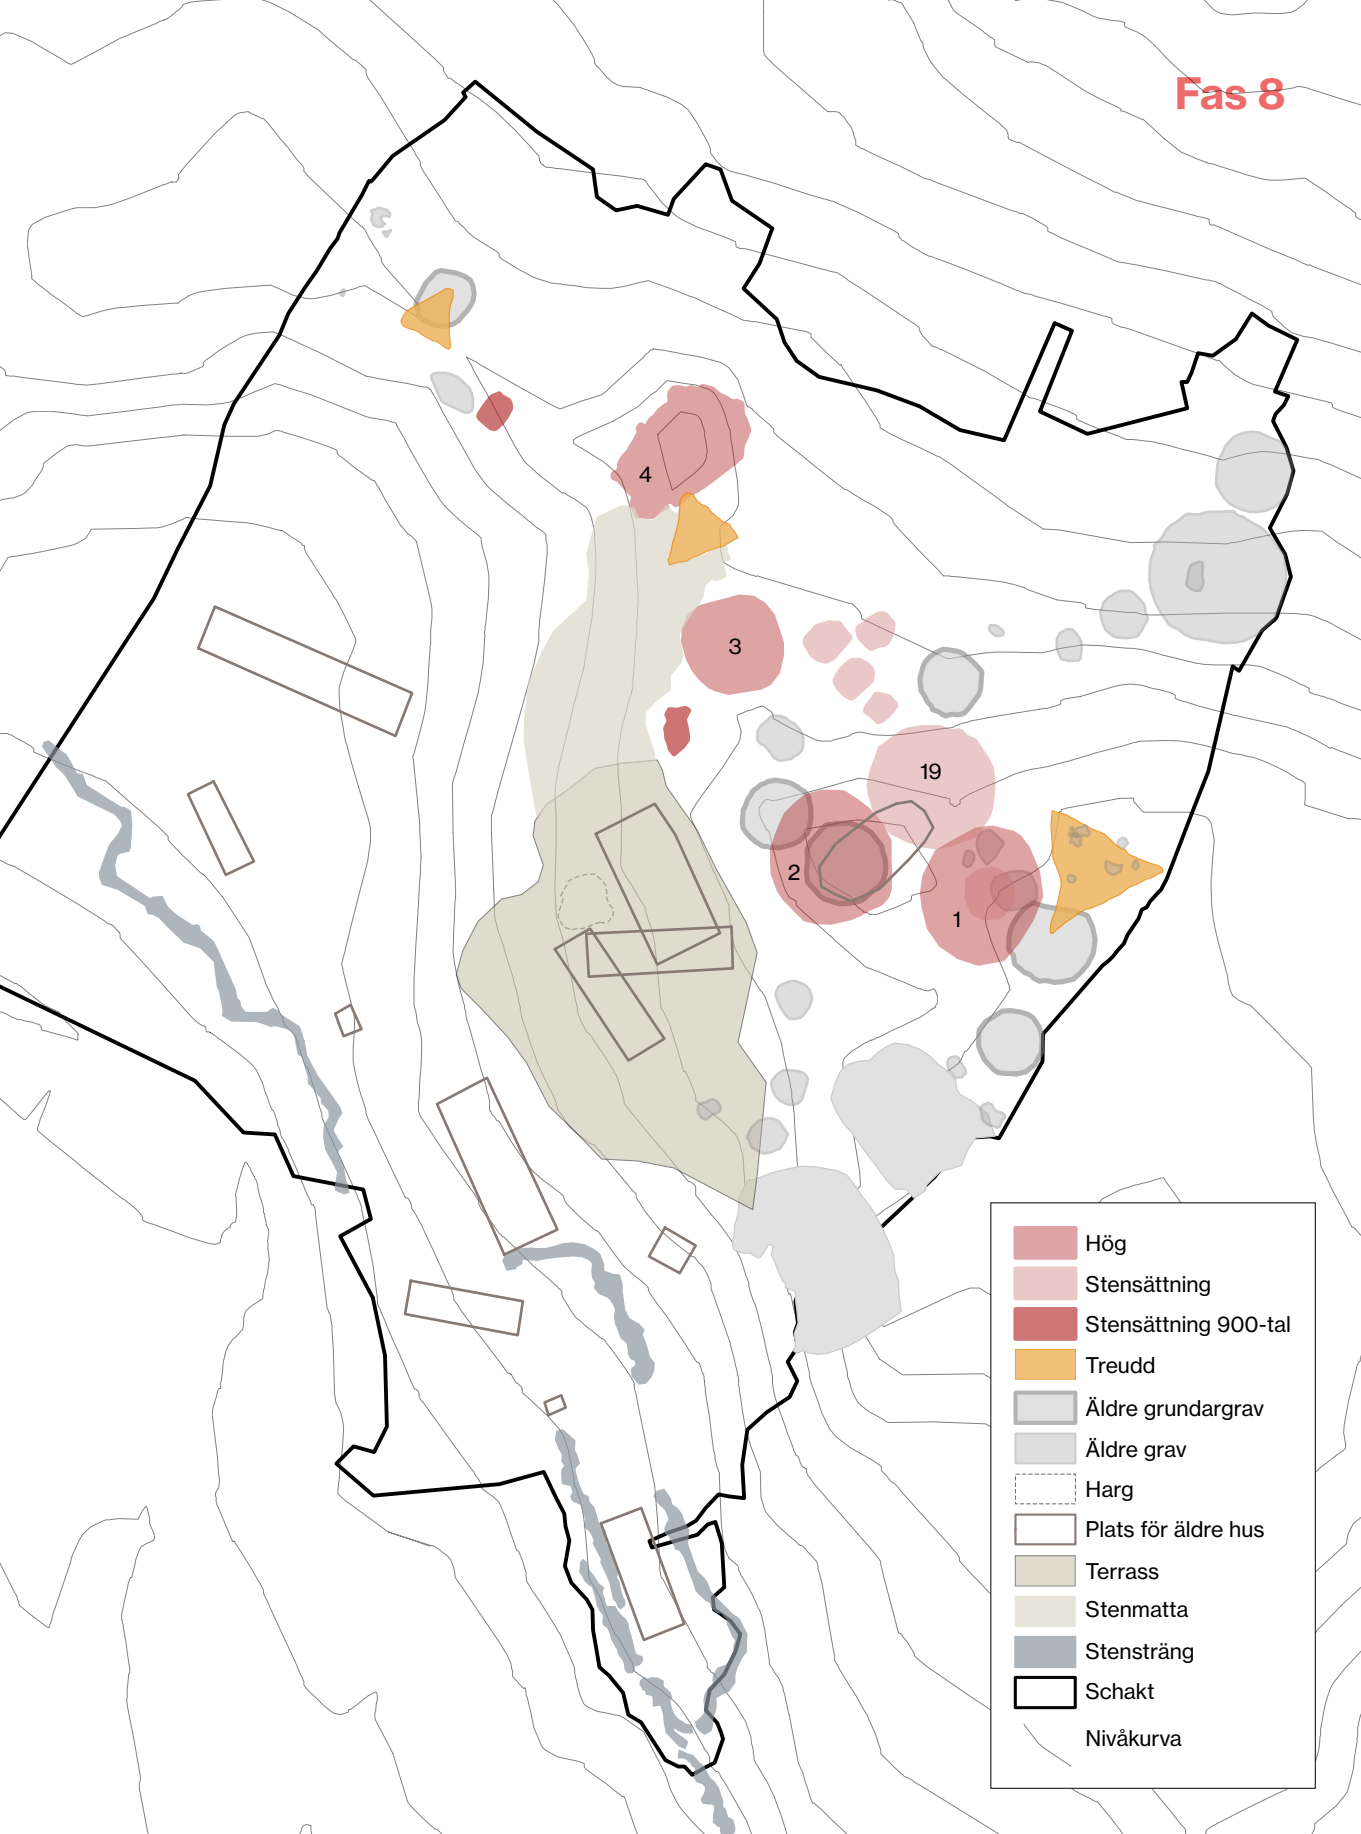 Fas 8
4
3
19
2
1
Hög
Stensättning
Stensättning 900-tal
Treudd
Äldre grundargrav
Äldre grav
Harg
Plats för äldre hus
Terrass
Stenmatta
Stensträng
Schakt
Nivåkurva